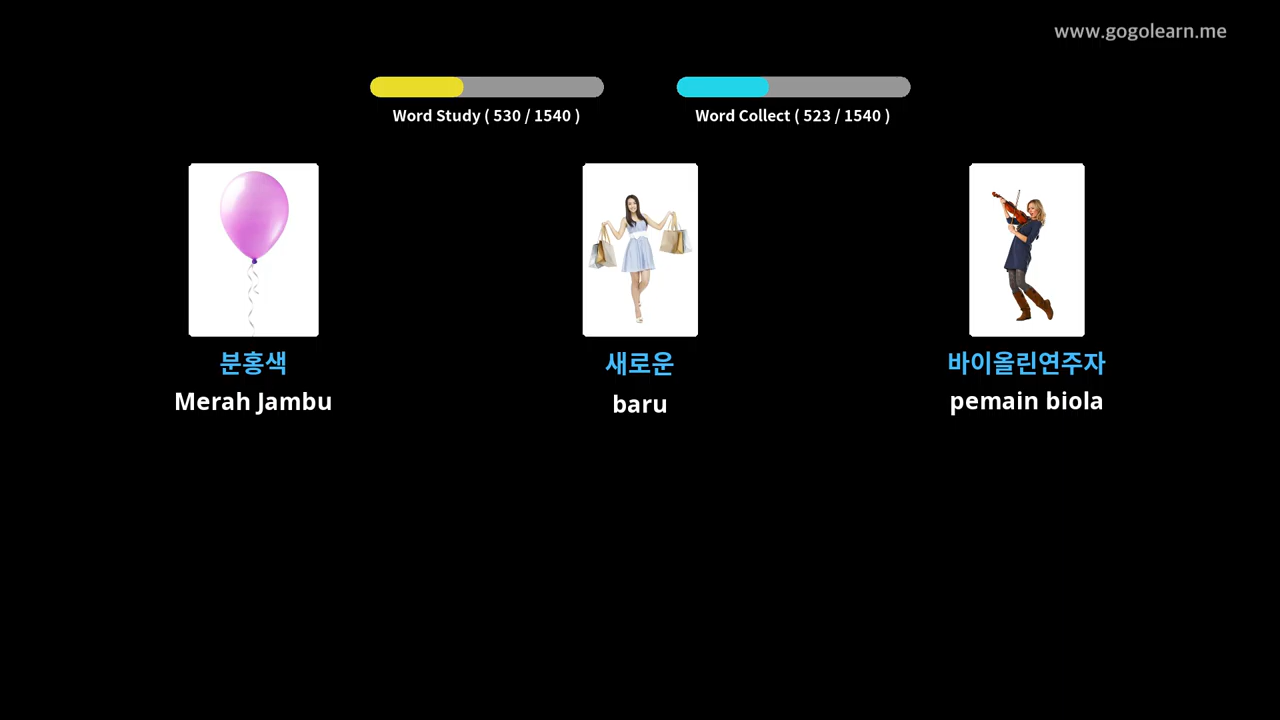 www.gogolearn.me
Word Study ( 530 / 1540 )
Word Collect ( 523 / 1540 )
분홍색
Merah Jambu
새로운
baru
바이올린연주자
pemain biola